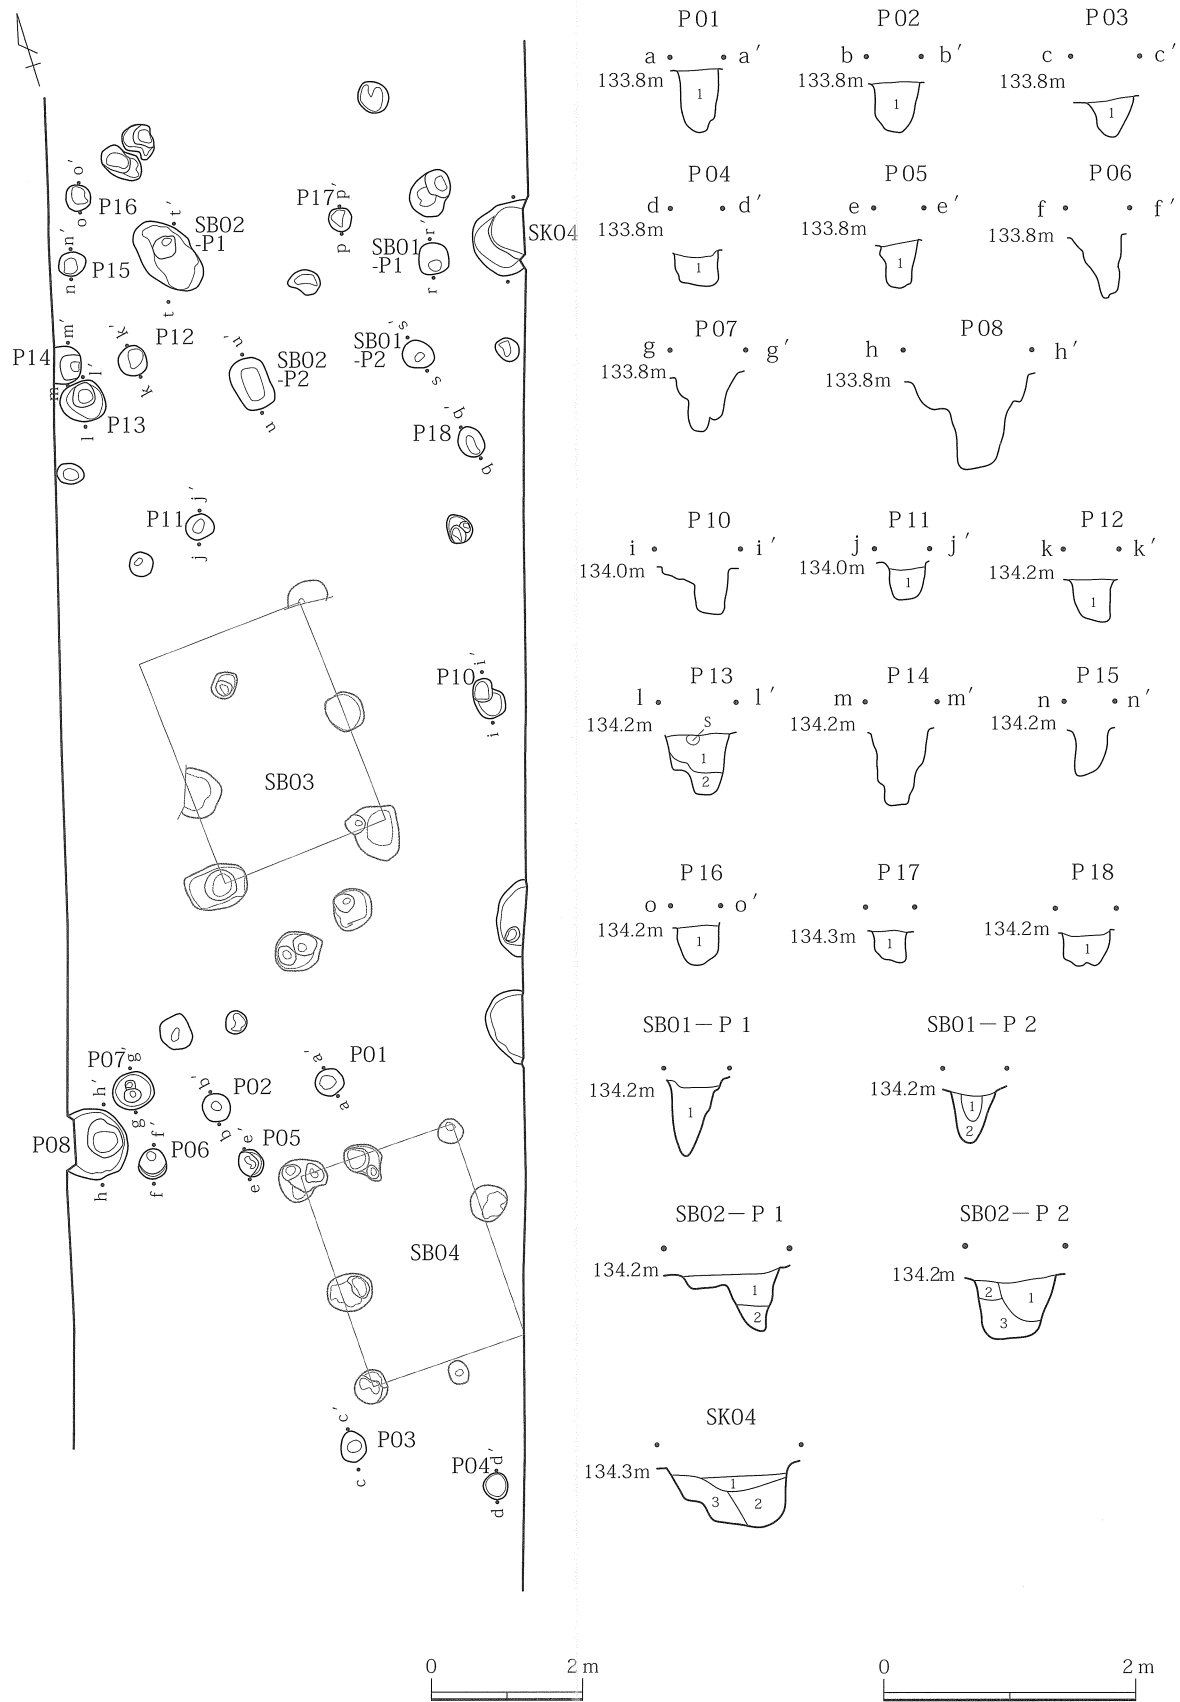 o′
P16
o
t′
SB02
-P1
t
n′
P15
n
P17
p′
p
r′
SB01
-P1
r
SK04
m′
P14
m
l′
P13
l
k′
P12
k
u′
SB02
-P2
u
s′
SB01
-P2
s
q′
P18
q
j′
P11
j
i′
P10
i
SB03
P07
g′
g
h′
P08
h
f′
P06
f
b′
P02
b
a′
P01
a
e′
P05
e
SB04
c′
P03
c
P04
d′
d
0 2m
P01
a a′
133.8m
1
P02
b b′
133.8m
1
P03
c c′
133.8m
1
P04
d d′
133.8m
1
P05
e e′
133.8m
1
P06
f f′
133.8m
P07
g g′
133.8m
P08
h h′
133.8m
P10
i i′
134.0m
P11
j j′
134.0m
1
P12
k k′
134.2m
1
P13
l l′
134.2m
S
1
2
P14
m m′
134.2m
P15
n n′
134.2m
P16
o o′
134.2m
1
P17
134.3m
1
P18
134.2m
1
SB01－P1
134.2m
1
SB01－P2
134.2m
1
2
SB02－P1
134.2m
1
2
SB02－P2
134.2m
2
1
3
SK04
134.3m
1
3
2
0 2m